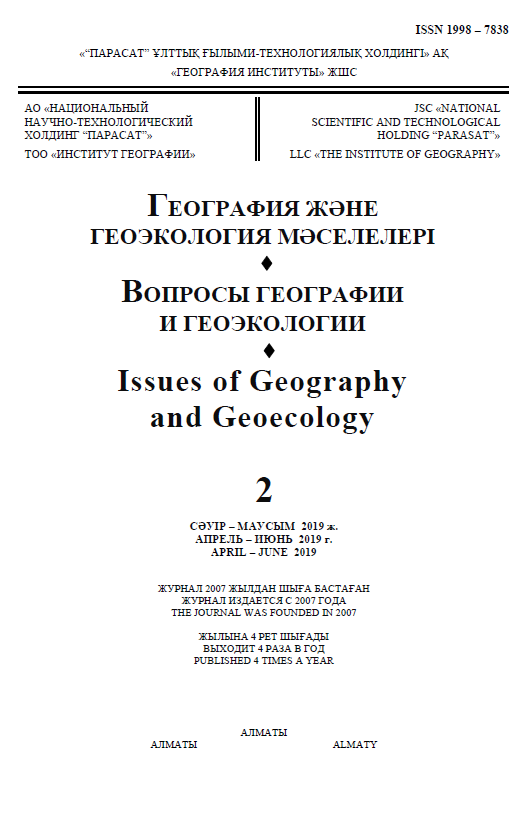 ISSN 1998 – 7838
«“ПАРАСАТ” ҰЛТТЫҚ ҒЫЛЫМИ-ТЕХНОЛОГИЯЛЫҚ ХОЛДИНГІ» АҚ
«ГЕОГРАФИЯ ИНСТИТУТЫ» ЖШС
АО «НАЦИОНАЛЬНЫЙ
НАУЧНО-ТЕХНОЛОГИЧЕСКИЙ
ХОЛДИНГ “ПАРАСАТ”»
ТОО «ИНСТИТУТ ГЕОГРАФИИ»
JSC «NATIONAL
SCIENTIFIC AND TECHNOLOGICAL
HOLDING “PARASAT”»
LLC «THE INSTITUTE OF GEOGRAPHY»
ГЕОГРАФИЯ ЖӘНЕ
ГЕОЭКОЛОГИЯ МӘСЕЛЕЛЕРІ
♦
ВОПРОСЫ ГЕОГРАФИИ
И ГЕОЭКОЛОГИИ
♦
Issues of Geography
and Geoecology
2
СӘУІР – МАУСЫМ 2019 ж.
АПРЕЛЬ – ИЮНЬ 2019 г.
APRIL – JUNE 2019
ЖУРНАЛ 2007 ЖЫЛДАН ШЫҒА БАСТАҒАН
ЖУРНАЛ ИЗДАЕТСЯ С 2007 ГОДА
THE JOURNAL WAS FOUNDED IN 2007
ЖЫЛЫНА 4 РЕТ ШЫҒАДЫ
ВЫХОДИТ 4 РАЗА В ГОД
PUBLISHED 4 TIMES A YEAR
АЛМАТЫ
АЛМАТЫ ALMATY